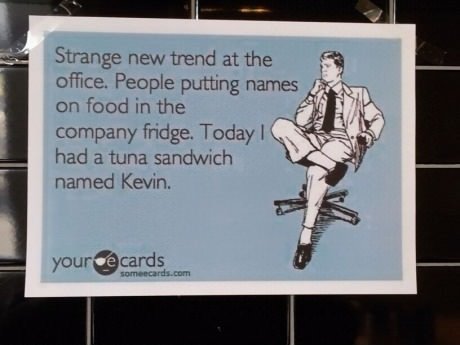 Strange new trend at the
office. People putting names
on food in the
company fridge. Today I
had a tuna sandwich
named Kevin.
your e cards
someecards.com